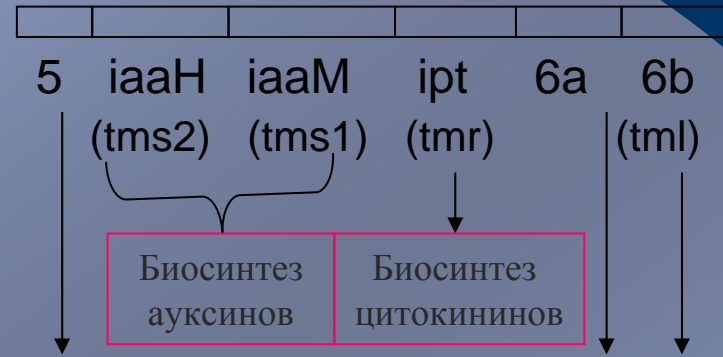 5 iaaH iaaM ipt 6a 6b
(tms2) (tms1) (tmr) (tml)
Биосинтез ауксинов
Биосинтез цитокининов